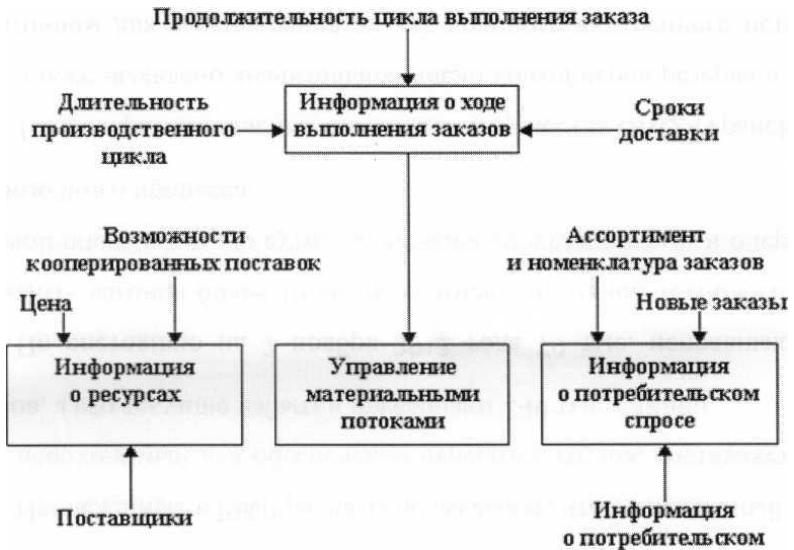 Продолжительность цикла выполнения заказа
Длительность
производственного
цикла
Информация о ходе
выполнения заказов
Сроки
доставки
Возможности
кооперированных поставок
Цена
Ассортимент
и номенклатура заказов
Новые заказы
Информация
о ресурсах
Управление
материальными
потоками
Информация
о потребительском
спросе
Поставщики
Информация
о потребительском